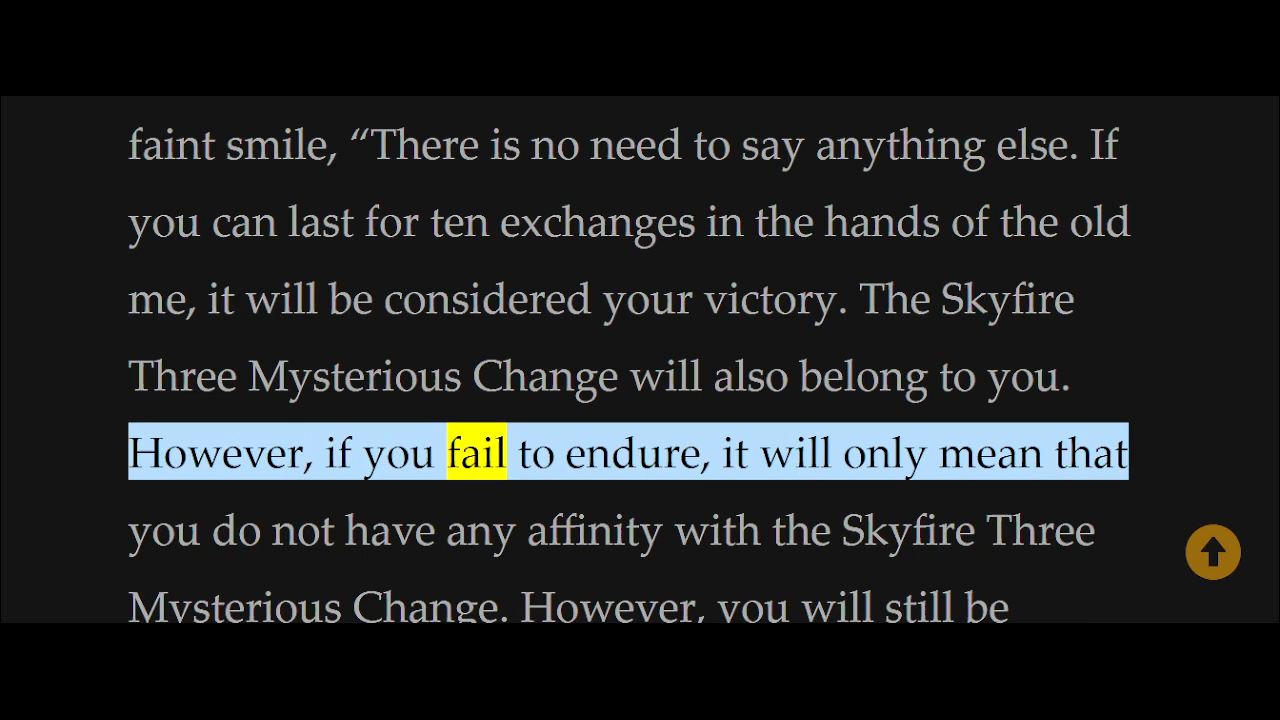 faint smile, “There is no need to say anything else. If
you can last for ten exchanges in the hands of the old
me, it will be considered your victory. The Skyfire
Three Mysterious Change will also belong to you.
However, if you fail to endure, it will only mean that
you do not have any affinity with the Skyfire Three
Mysterious Change. However, you will still be